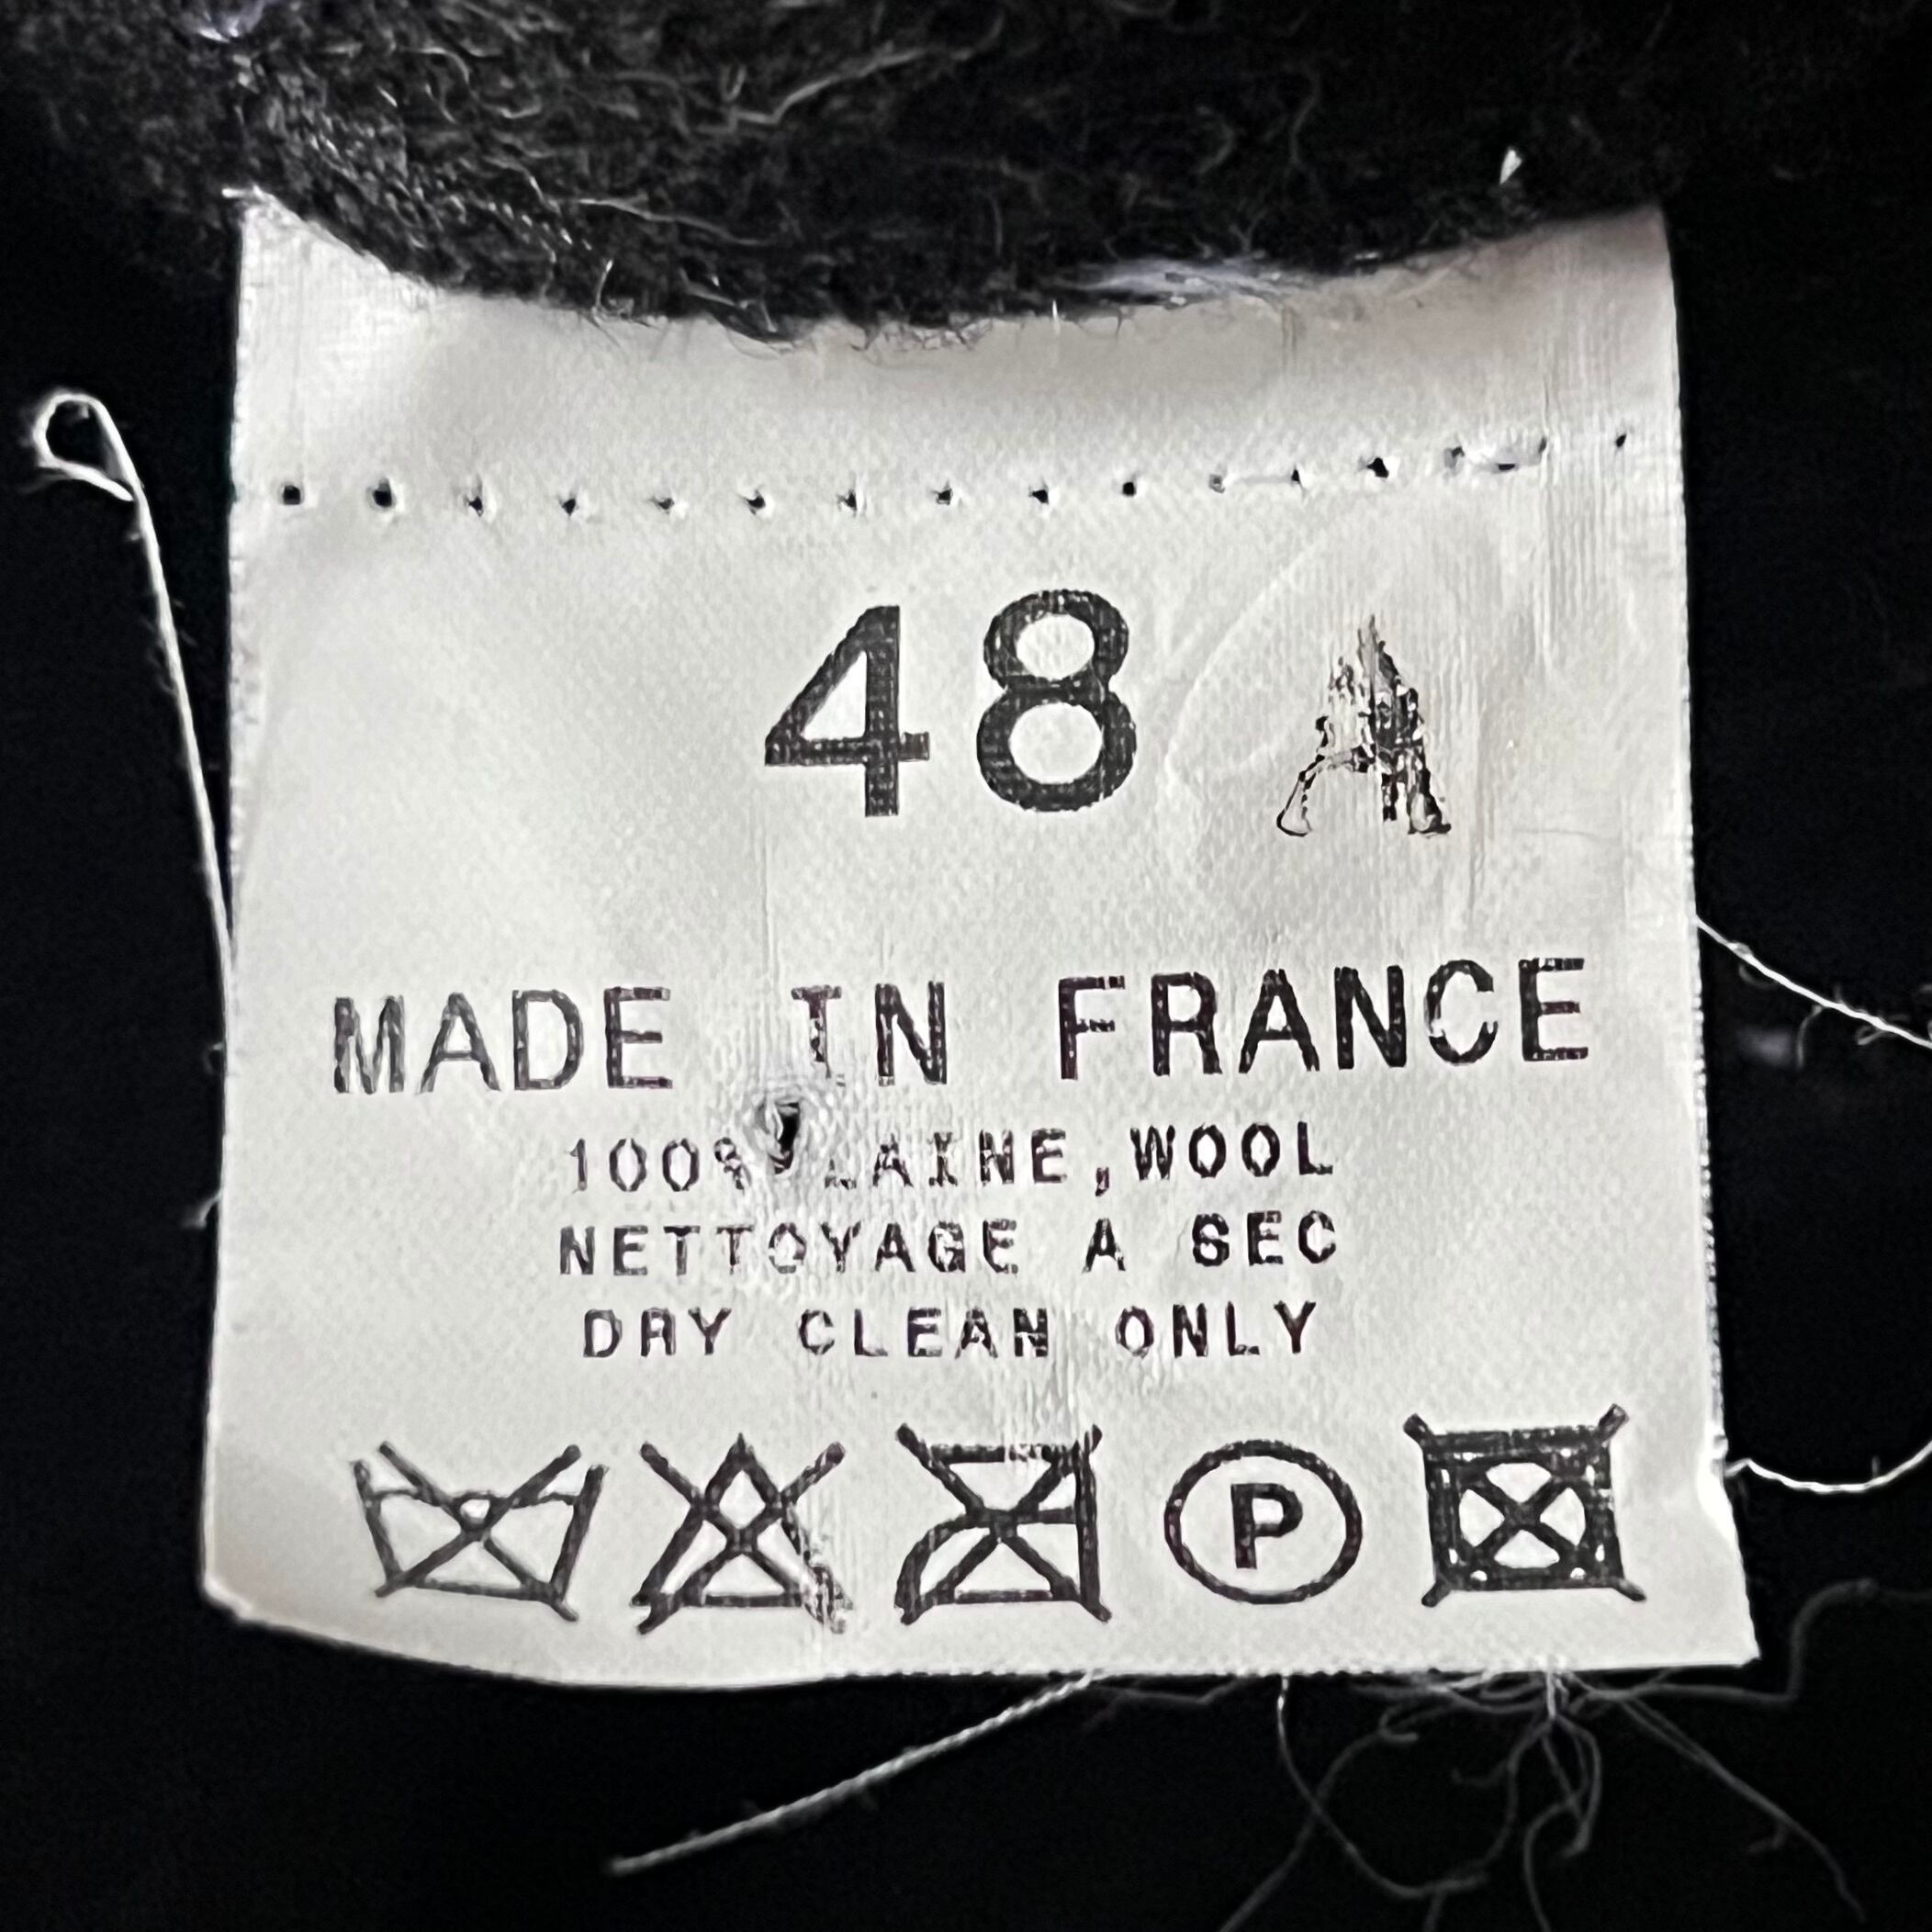 48 A
MADE IN FRANCE
100% LAINE,WOOL
NETTOYAGE A SEC
DRY CLEAN ONLY
P